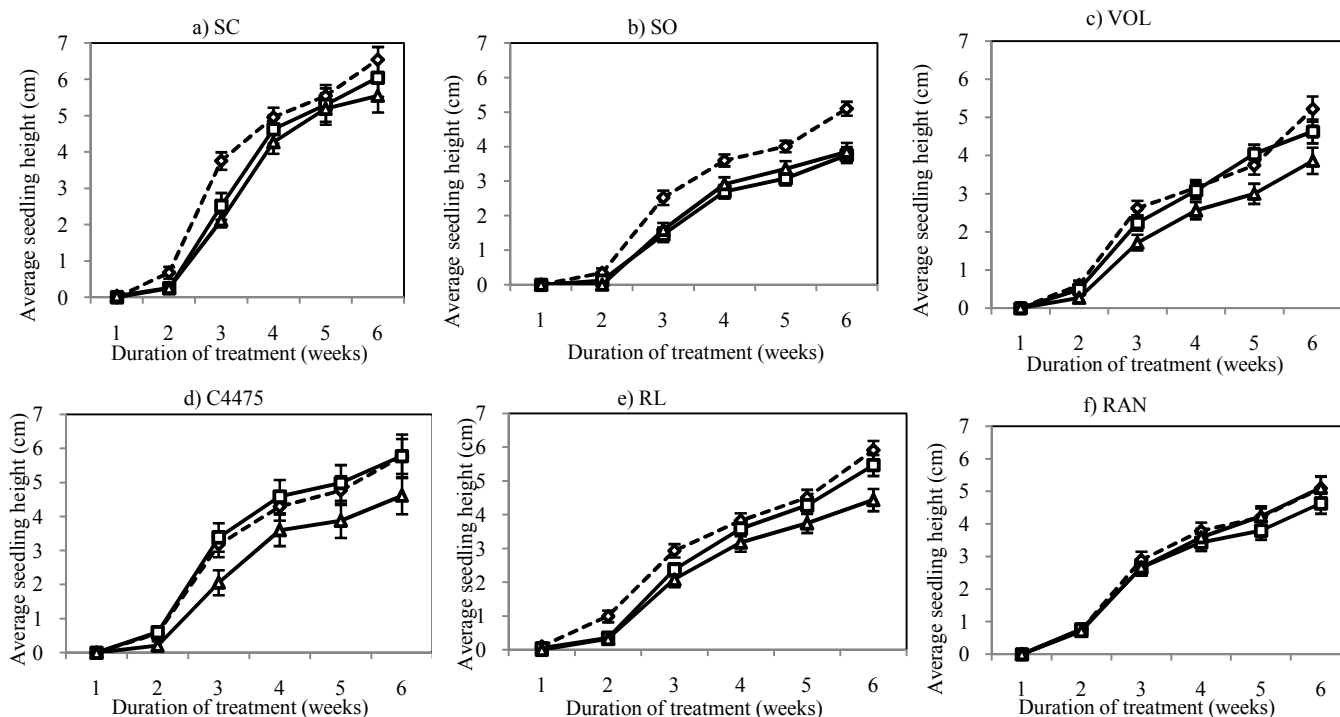 a) SC
Average seedling height (cm)
7
6
5
4
3
2
1
0
1 2 3 4 5 6
Duration of treatment (weeks)
b) SO
Average seedling height (cm)
7
6
5
4
3
2
1
0
1 2 3 4 5 6
Duration of treatment (weeks)
c) VOL
Average seedling height (cm)
7
6
5
4
3
2
1
0
1 2 3 4 5 6
Duration of treatment (weeks)
d) C4475
Average seedling height (cm)
7
6
5
4
3
2
1
0
1 2 3 4 5 6
Duration of treatment (weeks)
e) RL
Average seedling height (cm)
7
6
5
4
3
2
1
0
1 2 3 4 5 6
Duration of treatment (weeks)
f) RAN
Average seedling height (cm)
7
6
5
4
3
2
1
0
1 2 3 4 5 6
Duration of treatment (weeks)